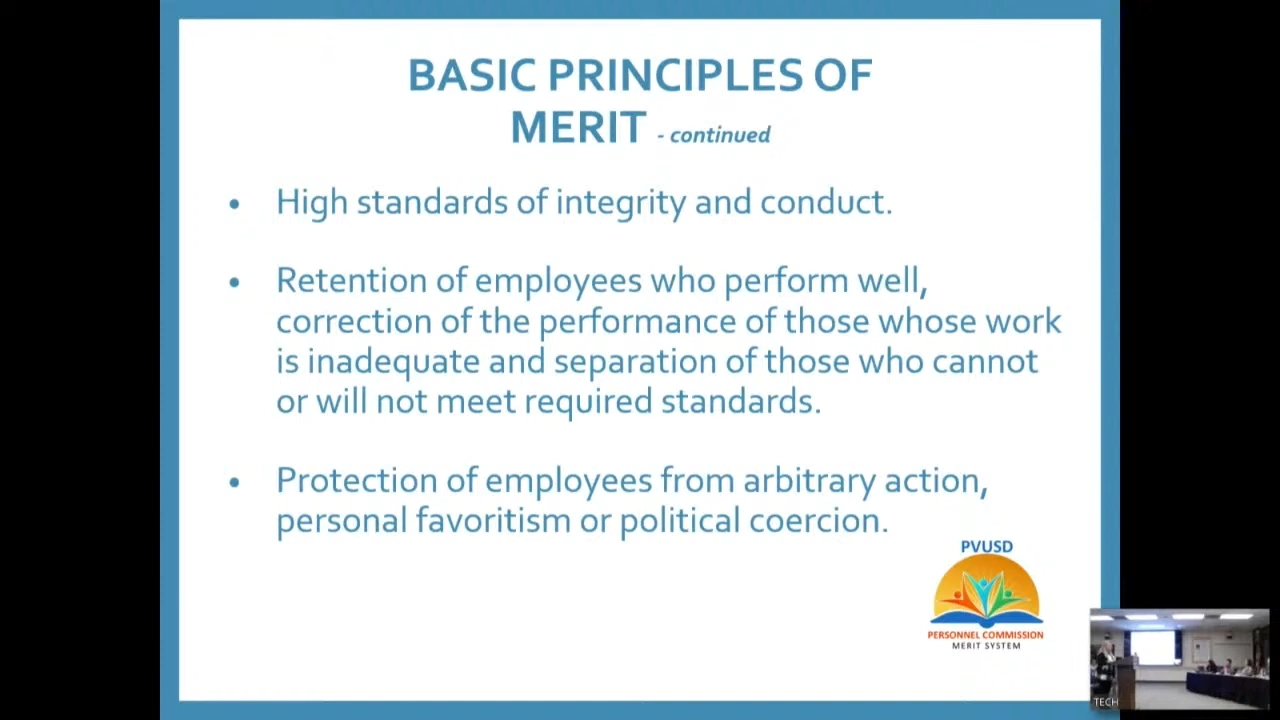 BASIC PRINCIPLES OF
MERIT - continued
• High standards of integrity and conduct.
• Retention of employees who perform well,
correction of the performance of those whose work
is inadequate and separation of those who cannot
or will not meet required standards.
• Protection of employees from arbitrary action,
personal favoritism or political coercion.
PVUSD
PERSONNEL COMMISSION
MERIT SYSTEM
TECH